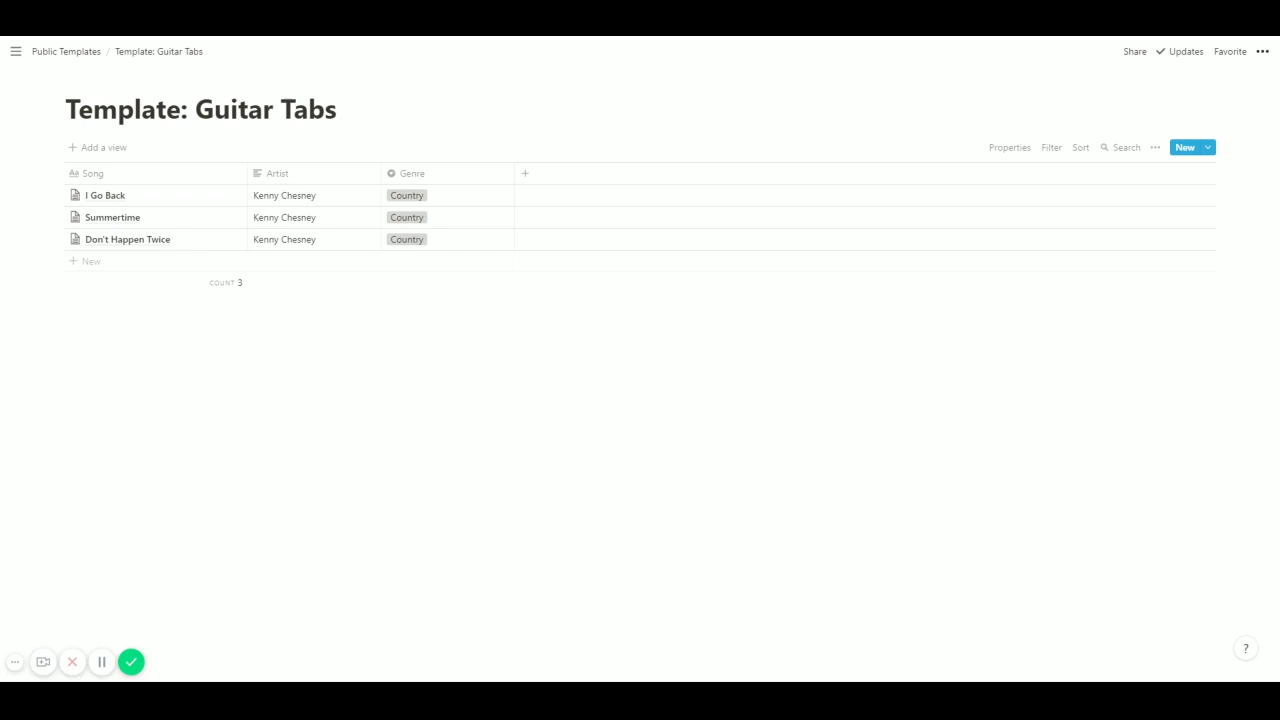 Public Templates / Template: Guitar Tabs Share Updates Favorite •••
Template: Guitar Tabs
+ Add a view Properties Filter Sort Search ••• New
Aa Song Artist Genre +
I Go Back Kenny Chesney Country
Summertime Kenny Chesney Country
Don't Happen Twice Kenny Chesney Country
+ New
COUNT 3
?